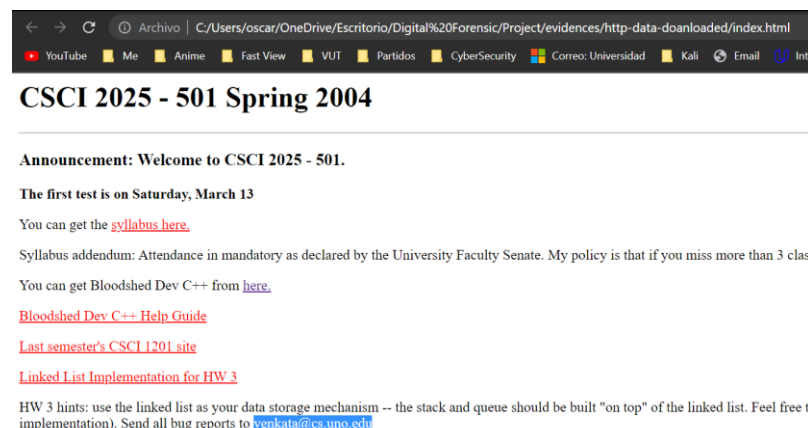 Archivo | C:/Users/oscar/OneDrive/Escritorio/Digital%20Forensic/Project/evidences/http-data-doanloaded/index.html
YouTube Me Anime Fast View VUT Partidos CyberSecurity Correo: Universidad Kali Email Int
CSCI 2025 - 501 Spring 2004
Announcement: Welcome to CSCI 2025 - 501.
The first test is on Saturday, March 13
You can get the syllabus here.
Syllabus addendum: Attendance in mandatory as declared by the University Faculty Senate. My policy is that if you miss more than 3 clas
You can get Bloodshed Dev C++ from here.
Bloodshed Dev C++ Help Guide
Last semester's CSCI 1201 site
Linked List Implementation for HW 3
HW 3 hints: use the linked list as your data storage mechanism -- the stack and queue should be built "on top" of the linked list. Feel free t
implementation). Send all bug reports to venkata@cs.uno.edu